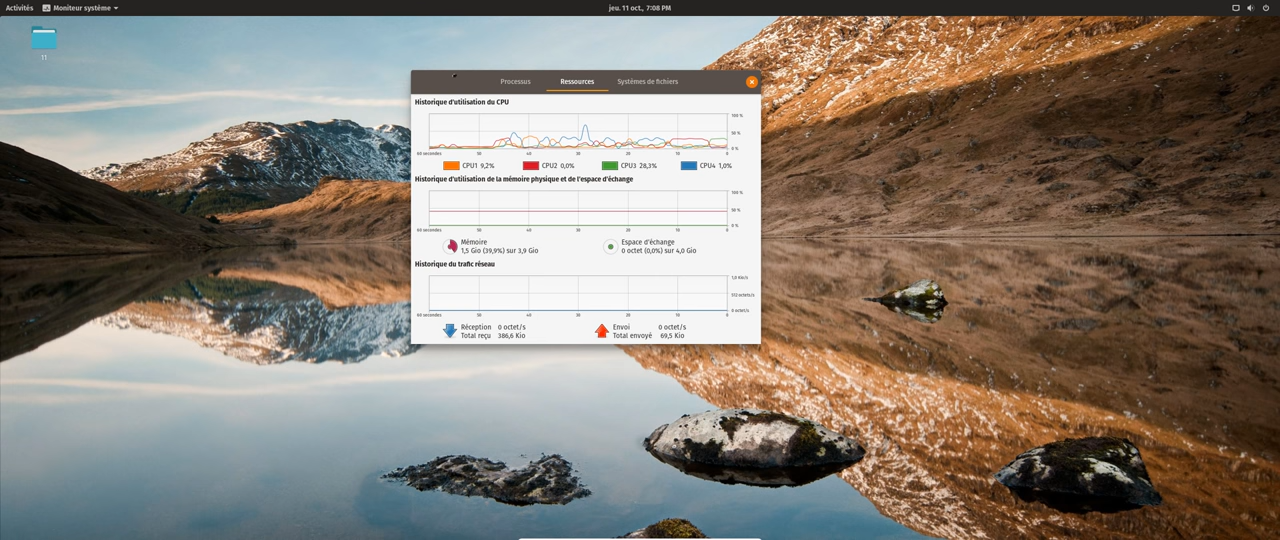 Activités Moniteur système jeu. 11 oct., 7:08 PM
11
Processus Ressources Systèmes de fichiers
Historique d'utilisation du CPU
100 %
50 %
0 %
60 secondes 50 40 30 20 10 0
CPU1 9,2% CPU2 0,0% CPU3 28,3% CPU4 1,0%
Historique d'utilisation de la mémoire physique et de l'espace d'échange
100 %
50 %
0 %
60 secondes 50 40 30 20 10 0
Mémoire Espace d'échange
1,5 Gio (39,9%) sur 3,9 Gio 0 octet (0,0%) sur 4,0 Gio
Historique du trafic réseau
1,0 Kio/s
512 octets/s
0 octet/s
60 secondes 50 40 30 20 10 0
Réception 0 octet/s Envoi 0 octet/s
Total reçu 386,6 Kio Total envoyé 69,5 Kio